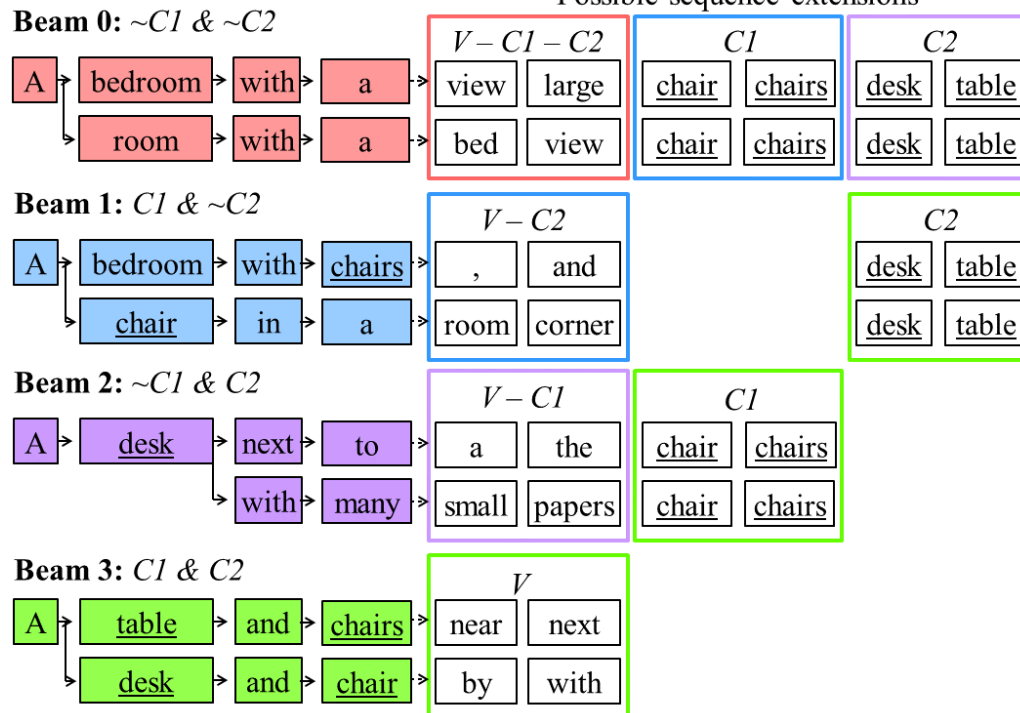 Possible sequence extensions
Beam 0: ~C1 & ~C2
V – C1 – C2 C1 C2
A bedroom with a view large chair chairs desk table
room with a bed view chair chairs desk table
Beam 1: C1 & ~C2
V – C2 C2
A bedroom with chairs , and desk table
chair in a room corner desk table
Beam 2: ~C1 & C2
V – C1 C1
A desk next to a the chair chairs
with many small papers chair chairs
Beam 3: C1 & C2
V
A table and chairs near next
desk and chair by with